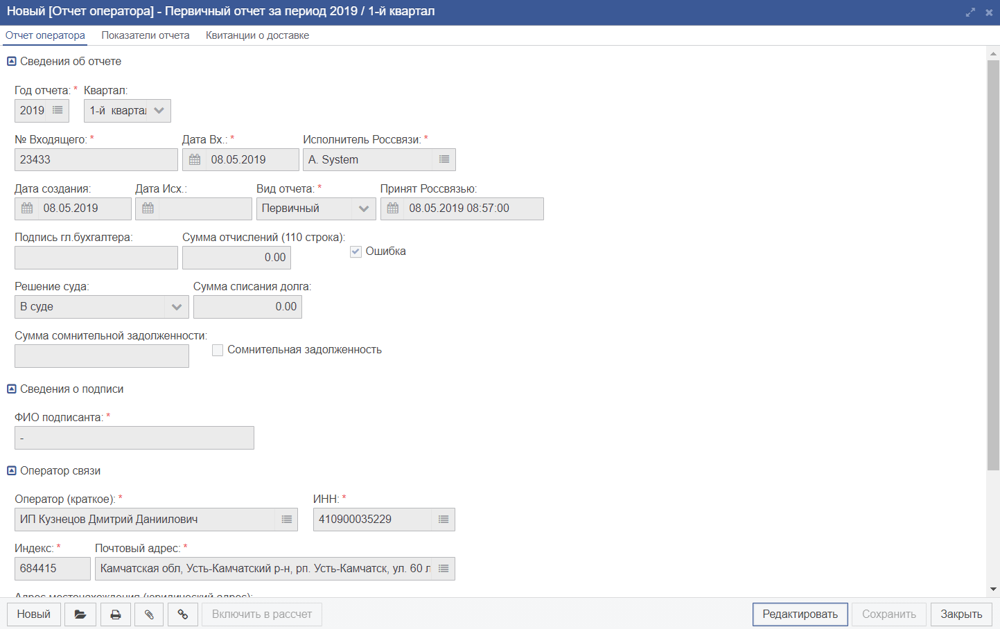 Новый [Отчет оператора] - Первичный отчет за период 2019 / 1-й квартал
Отчет оператора Показатели отчета Квитанции о доставке
Сведения об отчете
Год отчета: * Квартал:
2019 1-й квартал
№ Входящего: * Дата Вх.: * Исполнитель Россвязи: *
23433 08.05.2019 A. System
Дата создания: Дата Исх.: Вид отчета: * Принят Россвязью:
08.05.2019 Первичный 08.05.2019 08:57:00
Подпись гл.бухгалтера: Сумма отчислений (110 строка):
0.00 Ошибка
Решение суда: Сумма списания долга:
В суде 0.00
Сумма сомнительной задолженности:
Сомнительная задолженность
Сведения о подписи
ФИО подписанта: *
-
Оператор связи
Оператор (краткое): * ИНН: *
ИП Кузнецов Дмитрий Даниилович 410900035229
Индекс: * Почтовый адрес: *
684415 Камчатская обл, Усть-Камчатский р-н, рп. Усть-Камчатск, ул. 60 л
Адрес местонахождения (юридический адрес):
Новый Включить в рассчет Редактировать Сохранить Закрыть